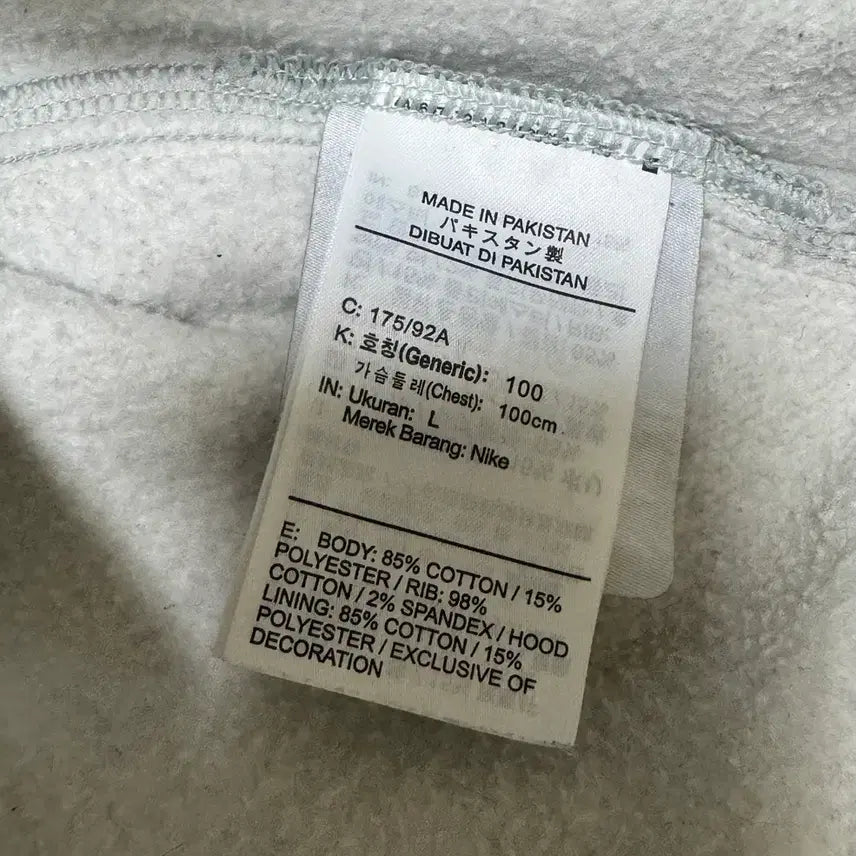 MADE IN PAKISTAN
パキスタン製
DIBUAT DI PAKISTAN
C: 175/92A
K: 호칭(Generic): 100
가슴둘레(Chest): 100cm
IN: Ukuran: L
Merek Barang: Nike
E: BODY: 85% COTTON / 15%
POLYESTER / RIB: 98%
COTTON / 2% SPANDEX / HOOD
LINING: 85% COTTON / 15%
POLYESTER / EXCLUSIVE OF
DECORATION